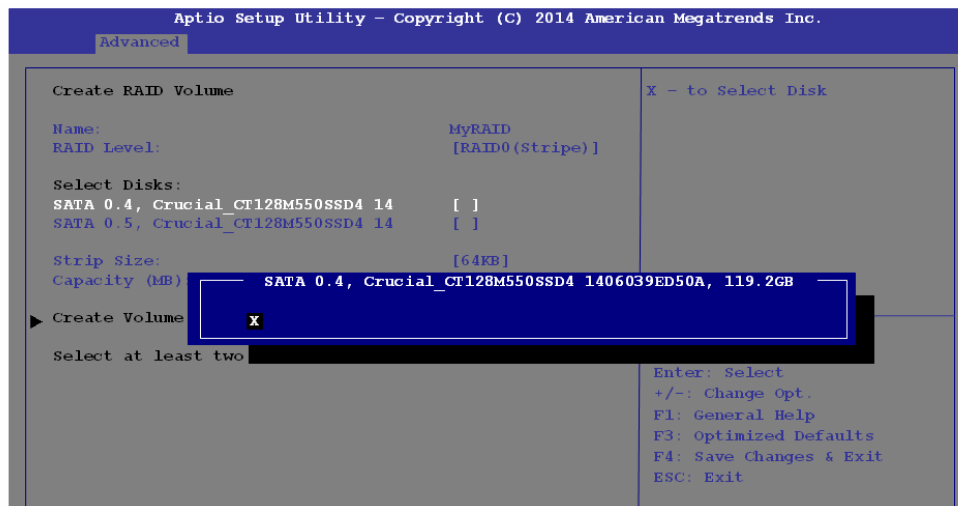 Aptio Setup Utility – Copyright (C) 2014 American Megatrends Inc.
Advanced
Create RAID Volume
Name: MyRAID
RAID Level: [RAID0(Stripe)]
Select Disks:
SATA 0.4, Crucial_CT128M550SSD4 14 [ ]
SATA 0.5, Crucial_CT128M550SSD4 14 [ ]
Strip Size: [64KB]
Capacity (MB)
SATA 0.4, Crucial_CT128M550SSD4 1406039ED50A, 119.2GB
X
Create Volume
Select at least two
X – to Select Disk
Enter: Select
+/-: Change Opt.
F1: General Help
F3: Optimized Defaults
F4: Save Changes & Exit
ESC: Exit